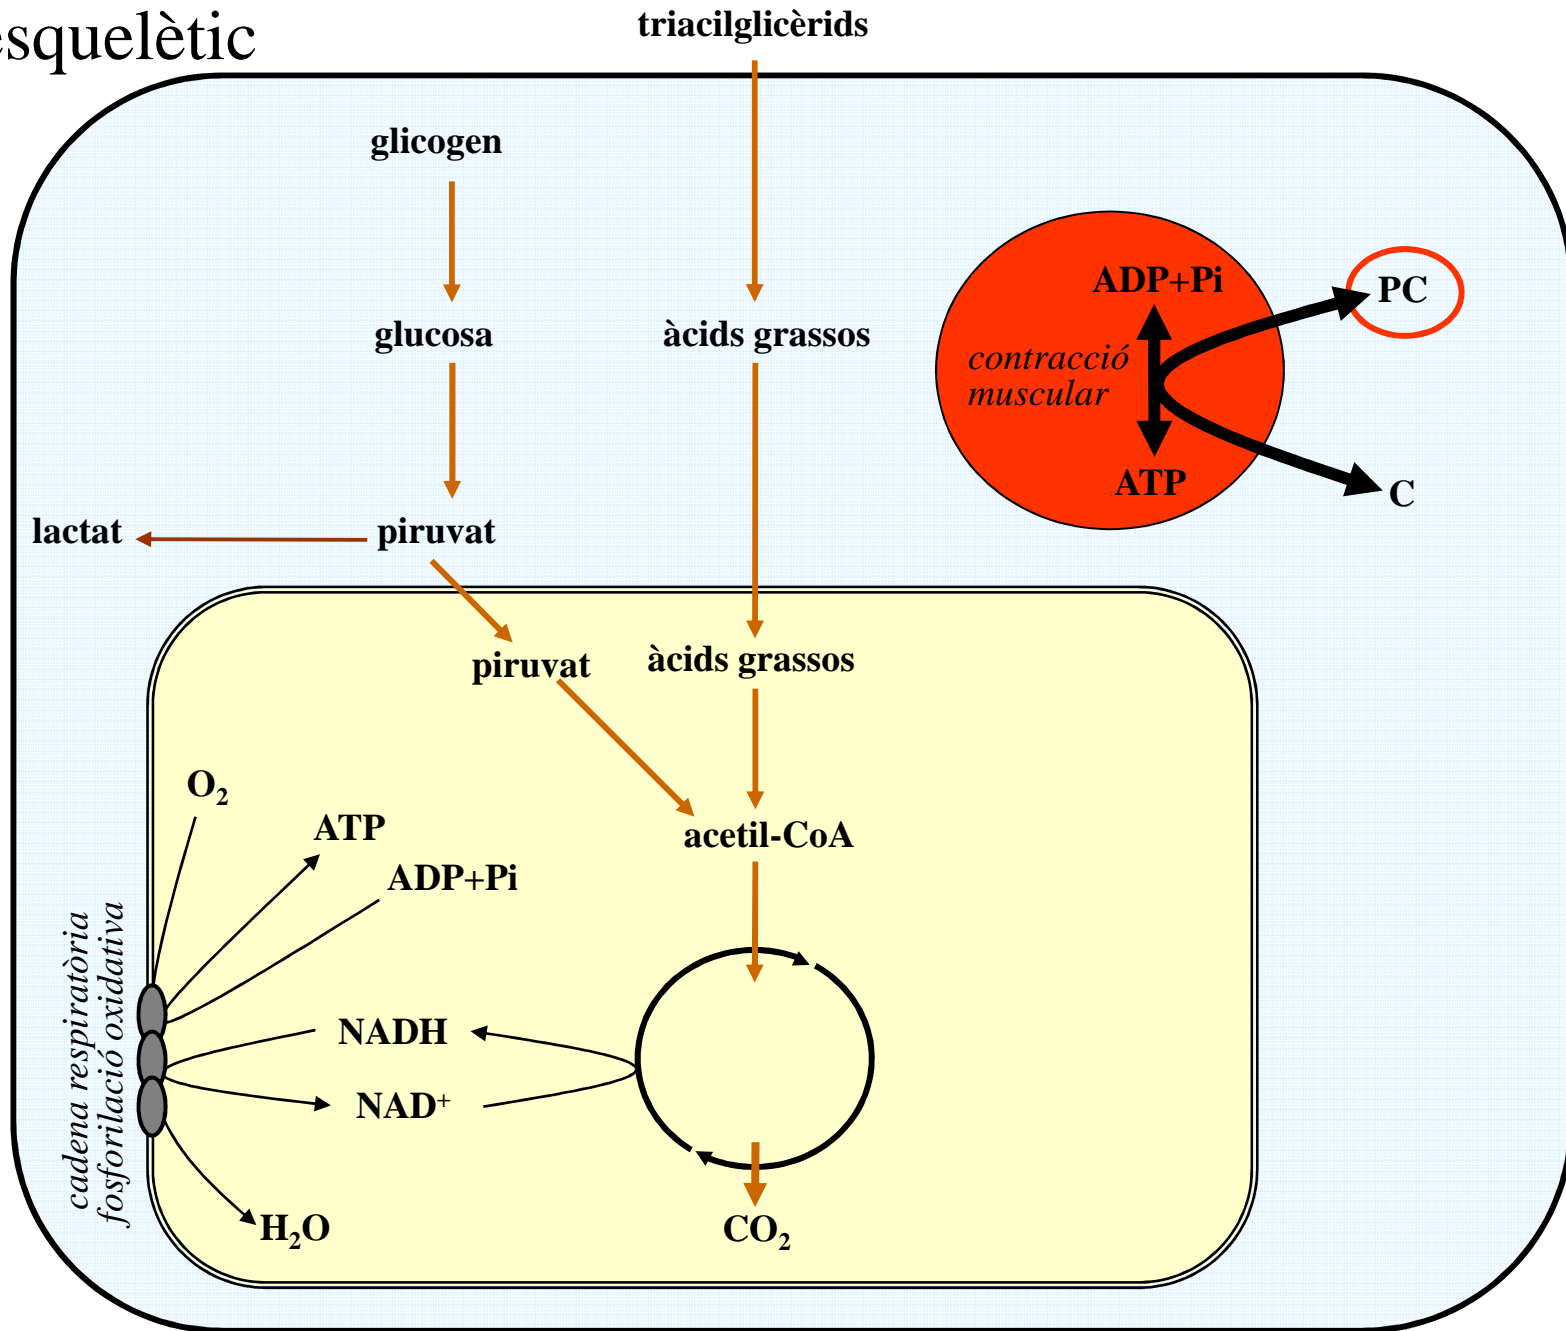 esquelètic
triacilglicèrids
glicogen
glucosa
àcids grassos
ADP+Pi
PC
contracció
muscular
ATP
C
lactat
piruvat
piruvat
àcids grassos
O₂
ATP
acetil-CoA
ADP+Pi
cadena respiratòria
fosforilació oxidativa
NADH
NAD⁺
H₂O
CO₂